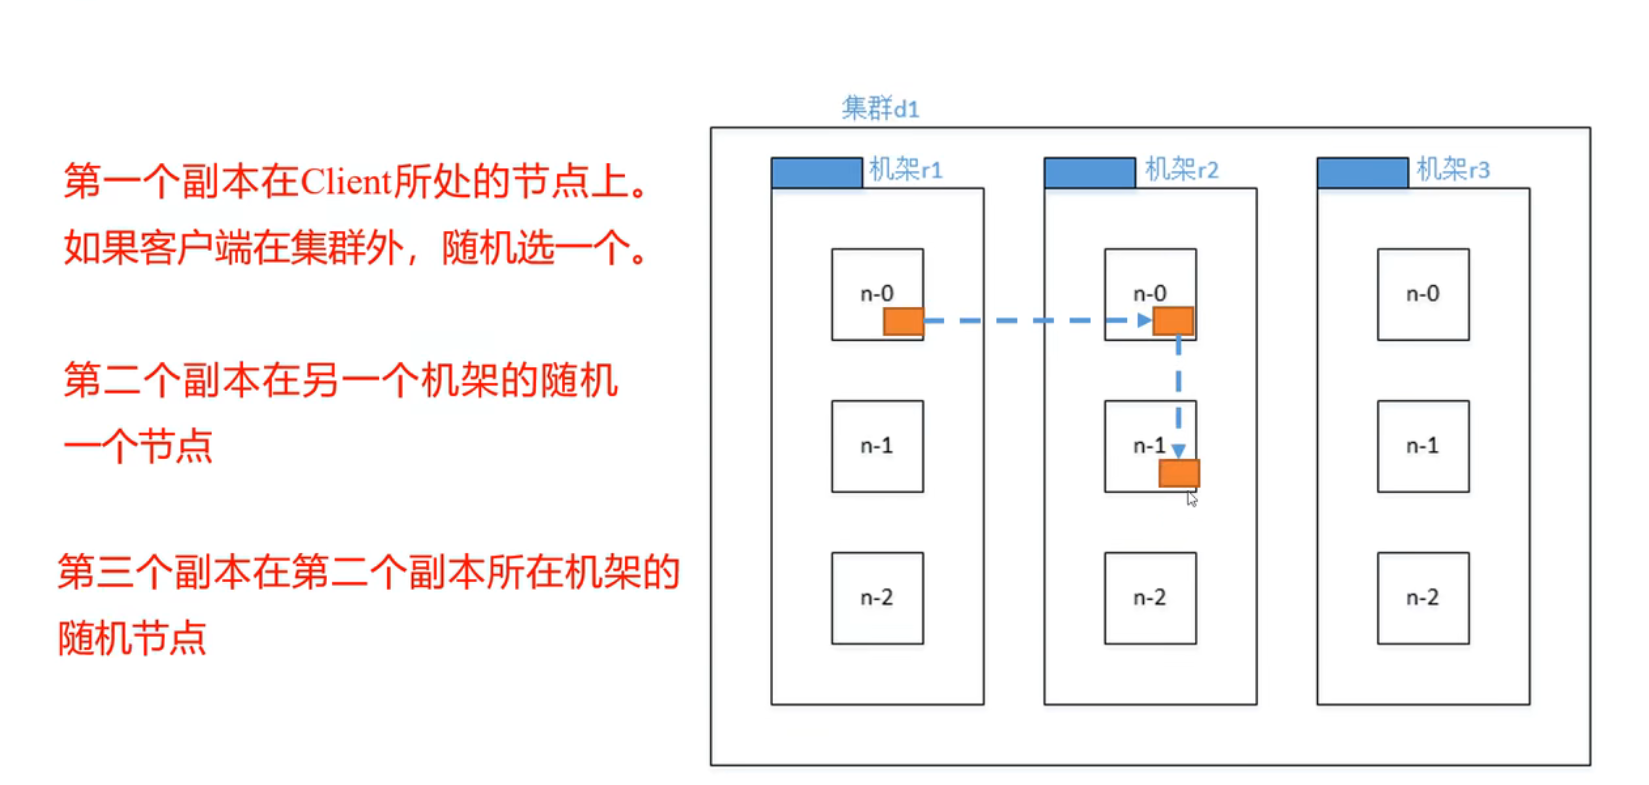 第一个副本在Client所处的节点上。
如果客户端在集群外，随机选一个。
第二个副本在另一个机架的随机
一个节点
第三个副本在第二个副本所在机架的
随机节点
集群d1
机架r1
机架r2
机架r3
n-0
n-0
n-0
n-1
n-1
n-1
n-2
n-2
n-2